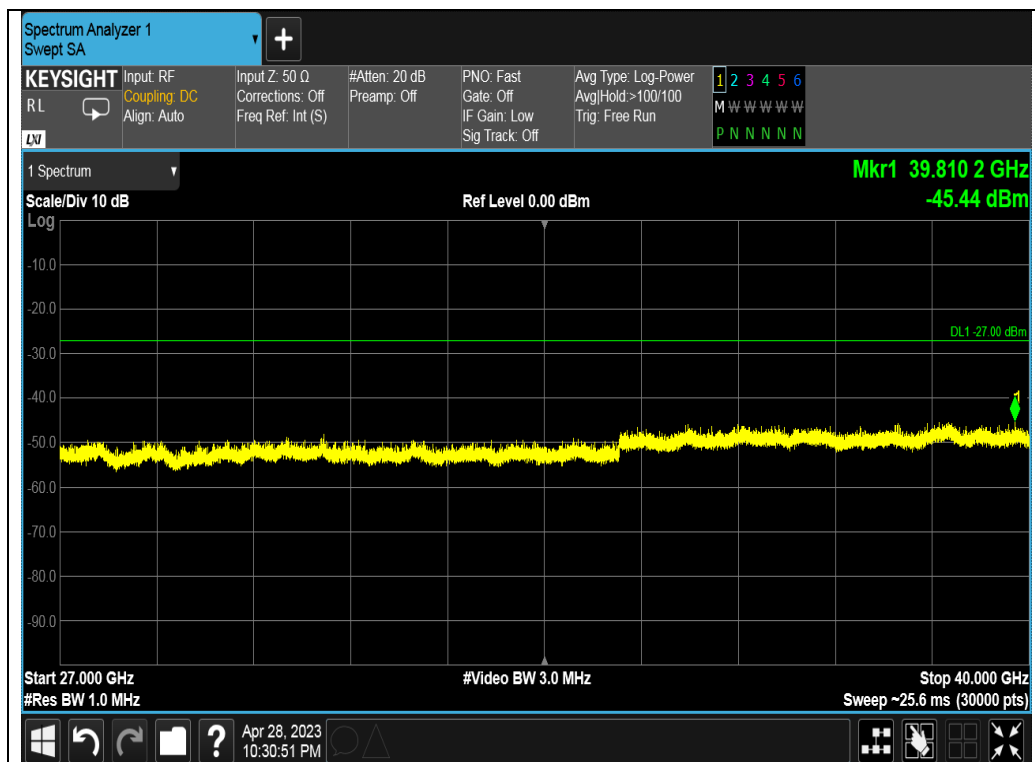 Spectrum Analyzer 1
Swept SA
+
KEYSIGHT
RL
LXI
Input: RF
Coupling: DC
Align: Auto
Input Z: 50 Ω
Corrections: Off
Freq Ref: Int (S)
#Atten: 20 dB
Preamp: Off
PNO: Fast
Gate: Off
IF Gain: Low
Sig Track: Off
Avg Type: Log-Power
Avg|Hold:>100/100
Trig: Free Run
1 2 3 4 5 6
M W W W W W
P N N N N N
1 Spectrum
Mkr1 39.810 2 GHz
-45.44 dBm
Scale/Div 10 dB
Ref Level 0.00 dBm
Log
-10.0
-20.0
DL1 -27.00 dBm
-30.0
-40.0
1
-50.0
-60.0
-70.0
-80.0
-90.0
Start 27.000 GHz
#Video BW 3.0 MHz
Stop 40.000 GHz
#Res BW 1.0 MHz
Sweep ~25.6 ms (30000 pts)
?
Apr 28, 2023
10:30:51 PM